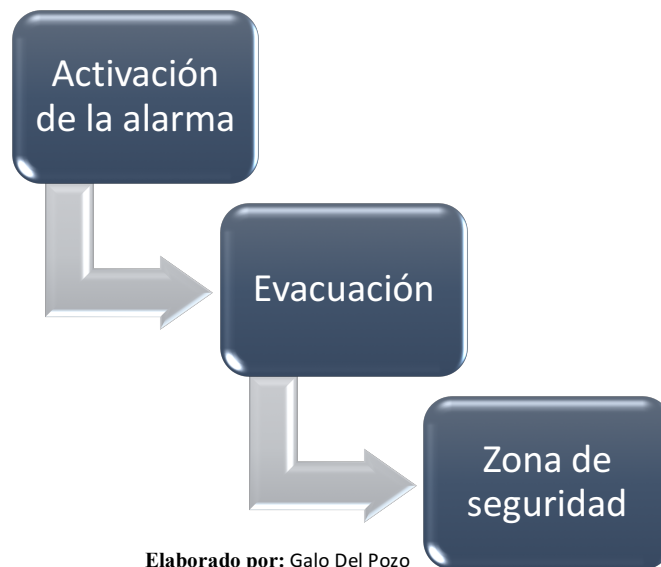 Activación
de la alarma
Evacuación
Zona de
seguridad
Elaborado por: Galo Del Pozo